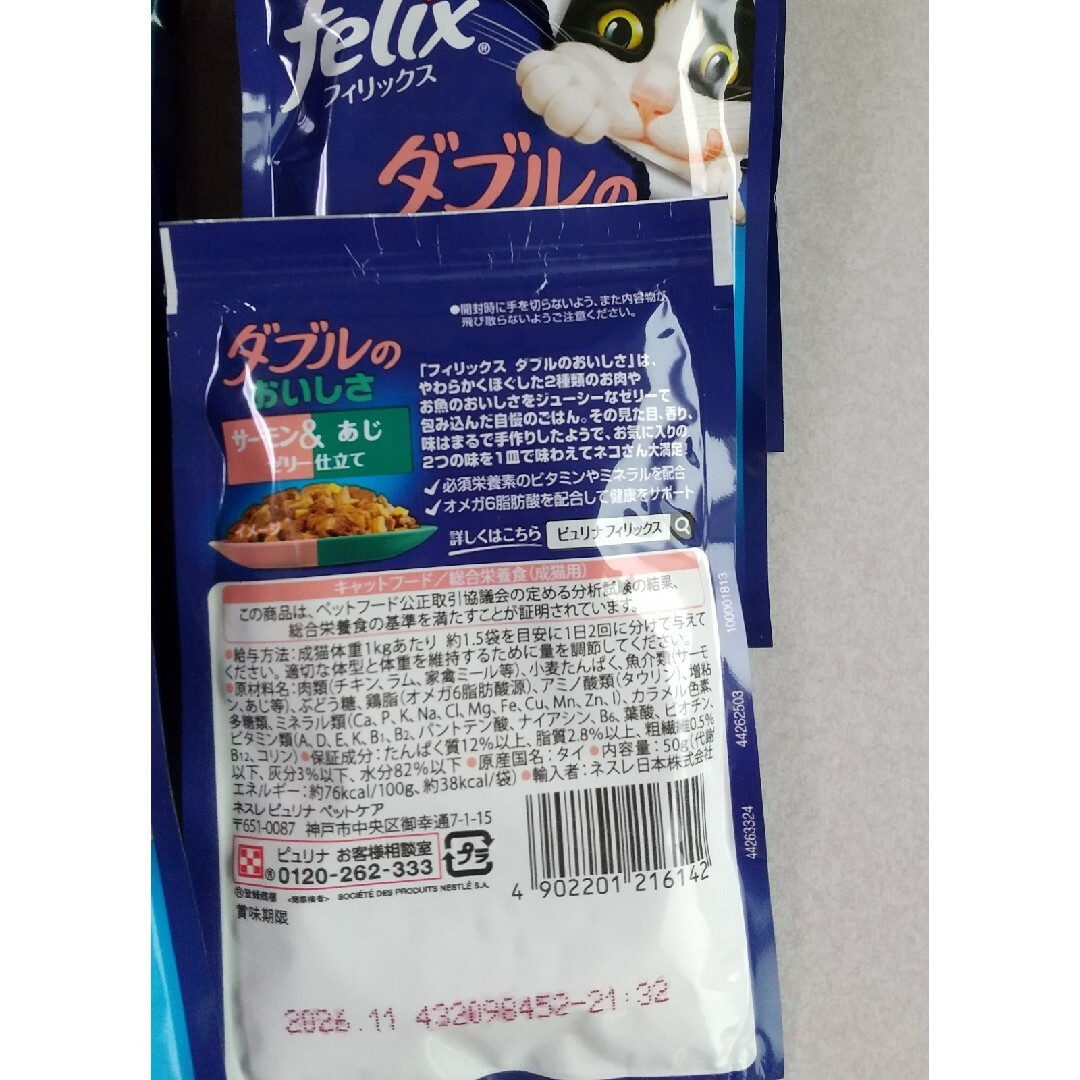 felix®
フィリックス
ダブルの
●開封時に手を切らないよう、また内容物が
飛び散らないようご注意ください。
ダブルの
おいしさ
サーモン& あじ
ゼリー仕立て
「フィリックス ダブルのおいしさ」は、
やわらかくほぐした2種類のお肉や
お魚のおいしさをジューシーなゼリーで
包み込んだ自慢のごはん。その見た目、香り、
味はまるで手作りしたようで、お気に入りの
2つの味を1皿で味わえてネコさん大満足!
✓必須栄養素のビタミンやミネラルを配合
✓オメガ6脂肪酸を配合して健康をサポート
詳しくはこちら ピュリナフィリックス
キャットフード/総合栄養食(成猫用)
この商品は、ペットフード公正取引協議会の定める分析試験の結果、
総合栄養食の基準を満たすことが証明されています。
●給与方法:成猫体重1kgあたり 約1.5袋を目安に1日2回に分けて与えて
ください。適切な体型と体重を維持するために量を調節してください。
●原材料名:肉類(チキン、ラム、家禽ミール等)、小麦たんぱく、魚介類(サーモ
ン、あじ等)、ぶどう糖、鶏脂(オメガ6脂肪酸源)、アミノ酸類(タウリン)、増粘
多糖類、ミネラル類(Ca、P、K、Na、Cl、Mg、Fe、Cu、Mn、Zn、I)、カラメル色素、
ビタミン類(A、D、E、K、B1、B2、パントテン酸、ナイアシン、B6、葉酸、ビオチン、
B12、コリン) ●保証成分:たんぱく質12%以上、脂質2.8%以上、粗繊維0.5%
以下、灰分3%以下、水分82%以下 ●原産国名:タイ ●内容量:50g(代謝
エネルギー:約76kcal/100g、約38kcal/袋) ●輸入者:ネスレ日本株式会社
ネスレ ピュリナ ペットケア
〒651-0087 神戸市中央区御幸通7-1-15
ピュリナ お客様相談室
®0120-262-333
プラ
®登録商標 <商標権者> SOCIÉTÉ DES PRODUITS NESTLÉ S.A.
4 902201 216142
賞味期限
2026.11 432098452-21:32
100001813
44262503
44263324